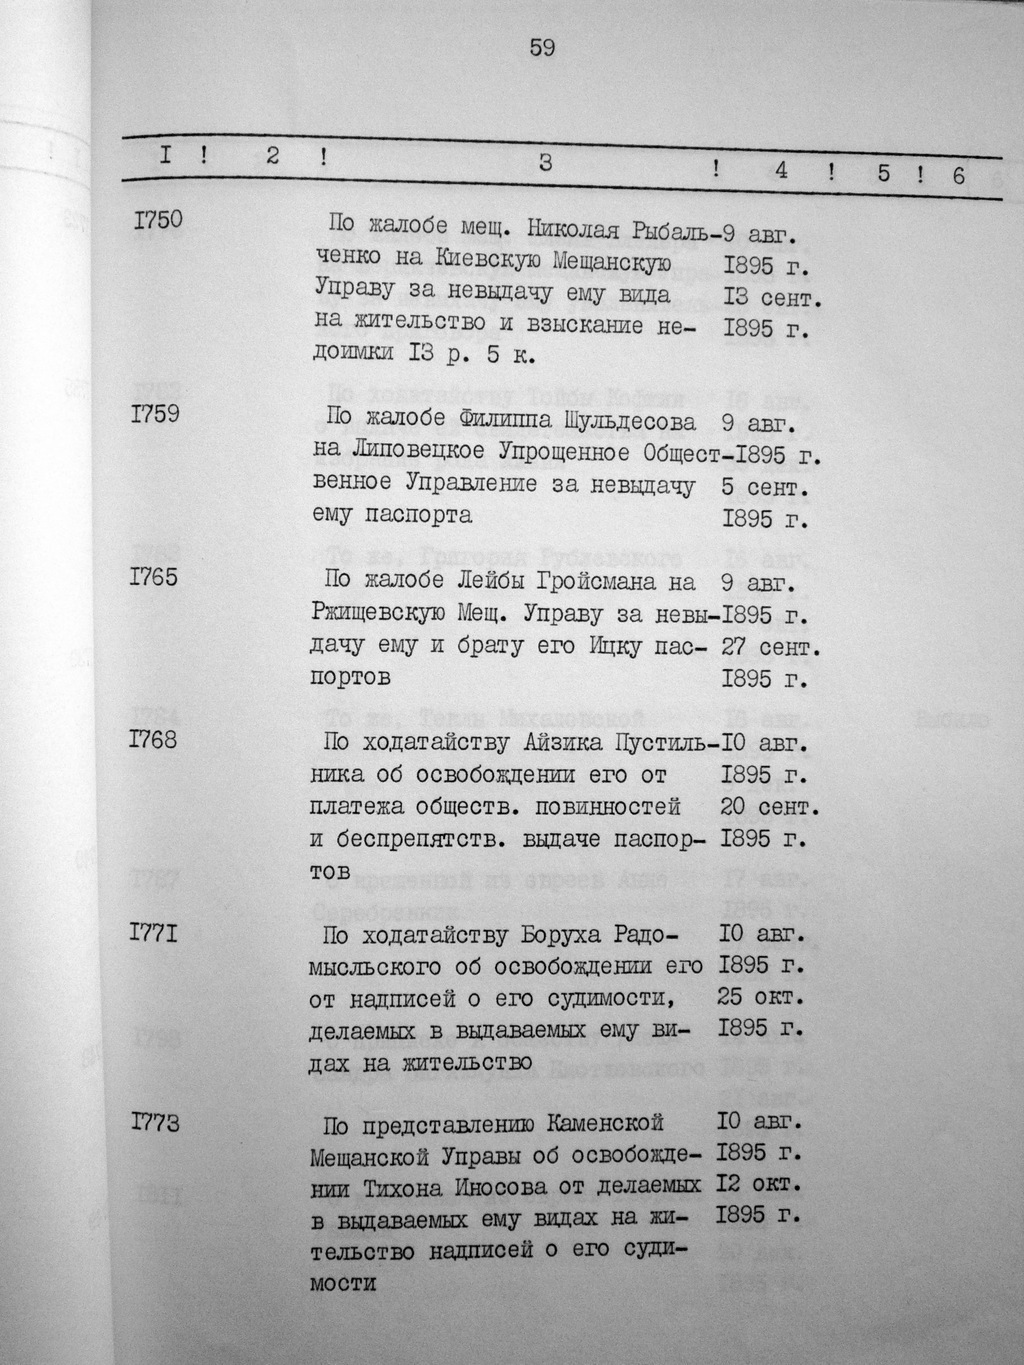 59
I ! 2 ! 3 ! 4 ! 5 ! 6
I750 По жалобе мещ. Николая Рыбаль- 9 авг.
ченко на Киевскую Мещанскую I895 г.
Управу за невыдачу ему вида I3 сент.
на жительство и взыскание не- I895 г.
доимки I3 р. 5 к.
I759 По жалобе Филиппа Шульдесова 9 авг.
на Липовецкое Упрощенное Общест- I895 г.
венное Управление за невыдачу 5 сент.
ему паспорта I895 г.
I765 По жалобе Лейбы Гройсмана на 9 авг.
Ржищевскую Мещ. Управу за невы- I895 г.
дачу ему и брату его Ицку пас- 27 сент.
портов I895 г.
I768 По ходатайству Айзика Пустиль- I0 авг.
ника об освобождении его от I895 г.
платежа обществ. повинностей 20 сент.
и беспрепятств. выдаче паспор- I895 г.
тов
I77I По ходатайству Боруха Радо- I0 авг.
мысльского об освобождении его I895 г.
от надписей о его судимости, 25 окт.
делаемых в выдаваемых ему ви- I895 г.
дах на жительство
I773 По представлению Каменской I0 авг.
Мещанской Управы об освобожде- I895 г.
нии Тихона Иносова от делаемых I2 окт.
в выдаваемых ему видах на жи- I895 г.
тельство надписей о его суди-
мости